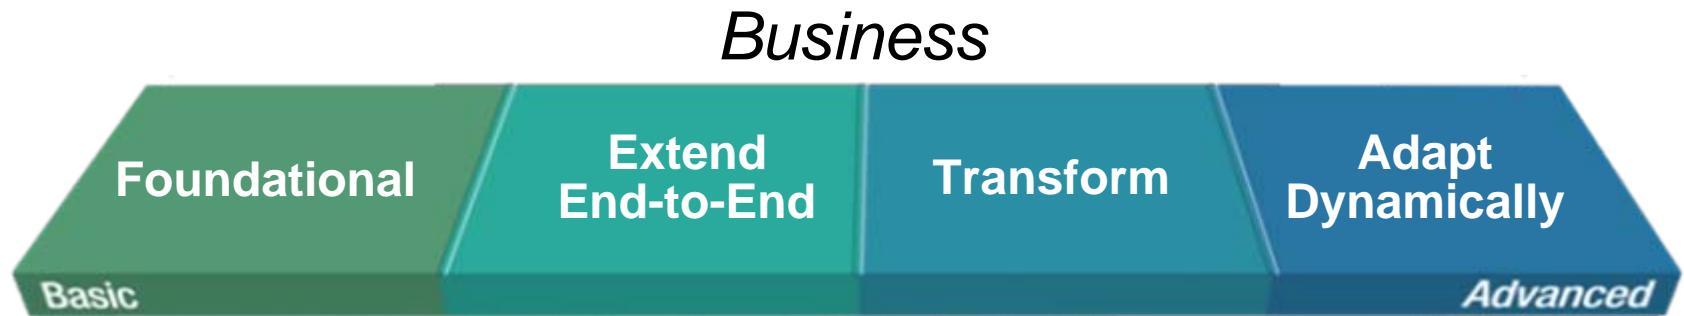 Business
Foundational
Extend
End-to-End
Transform
Adapt
Dynamically
Basic
Advanced